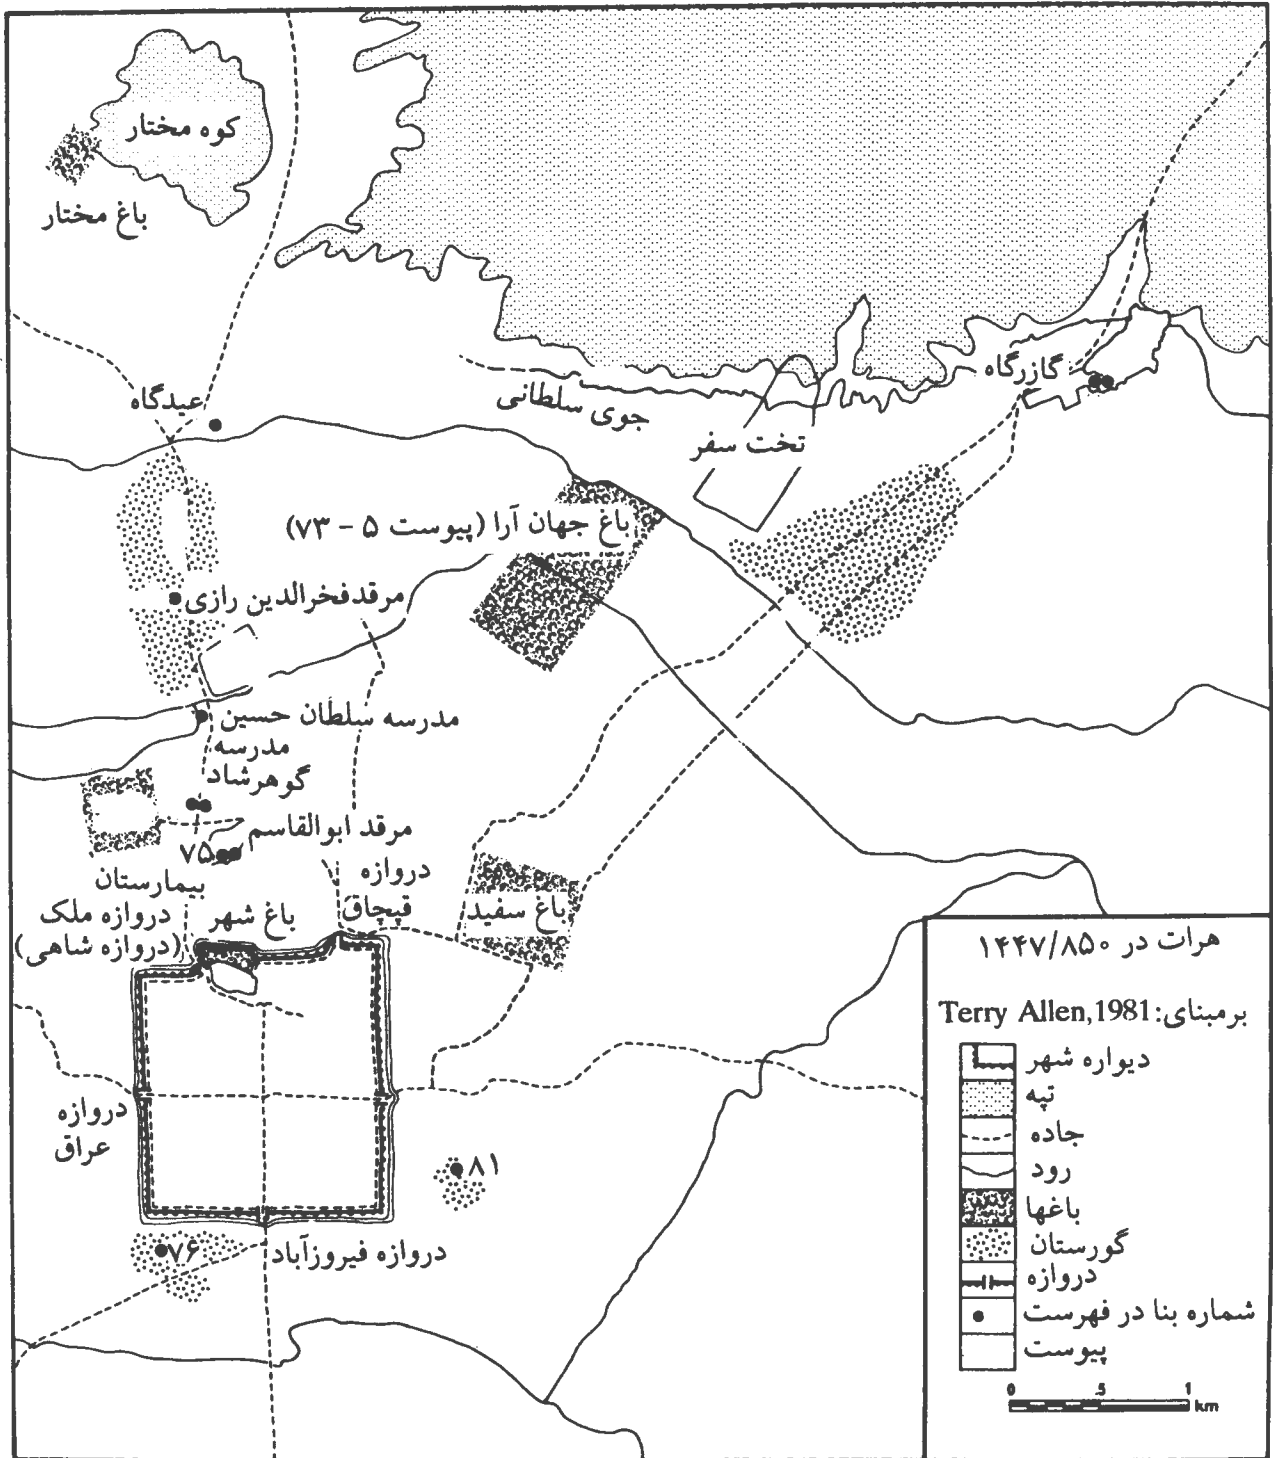 کوه مختار
باغ مختار
گازرگاه
عیدگاه
جوی سلطانی
تخت سفر
باغ جهان آرا (پیوست ۵ - ۷۳)
مرقدفخرالدین رازی
مدرسه سلطان حسین
مدرسه
گوهرشاد
مرقد ابوالقاسم
۷۵
بیمارستان
دروازه
قپچاق
باغ شهر
دروازه ملک
(دروازه شاهی)
باغ سفید
دروازه
عراق
۸۱
۷۶
دروازه فیروزآباد
هرات در ۱۴۴۷/۸۵۰
برمبنای: Terry Allen,1981
دیواره شهر
تپه
جاده
رود
باغها
گورستان
دروازه
شماره بنا در فهرست
پیوست
0 .5 1
km